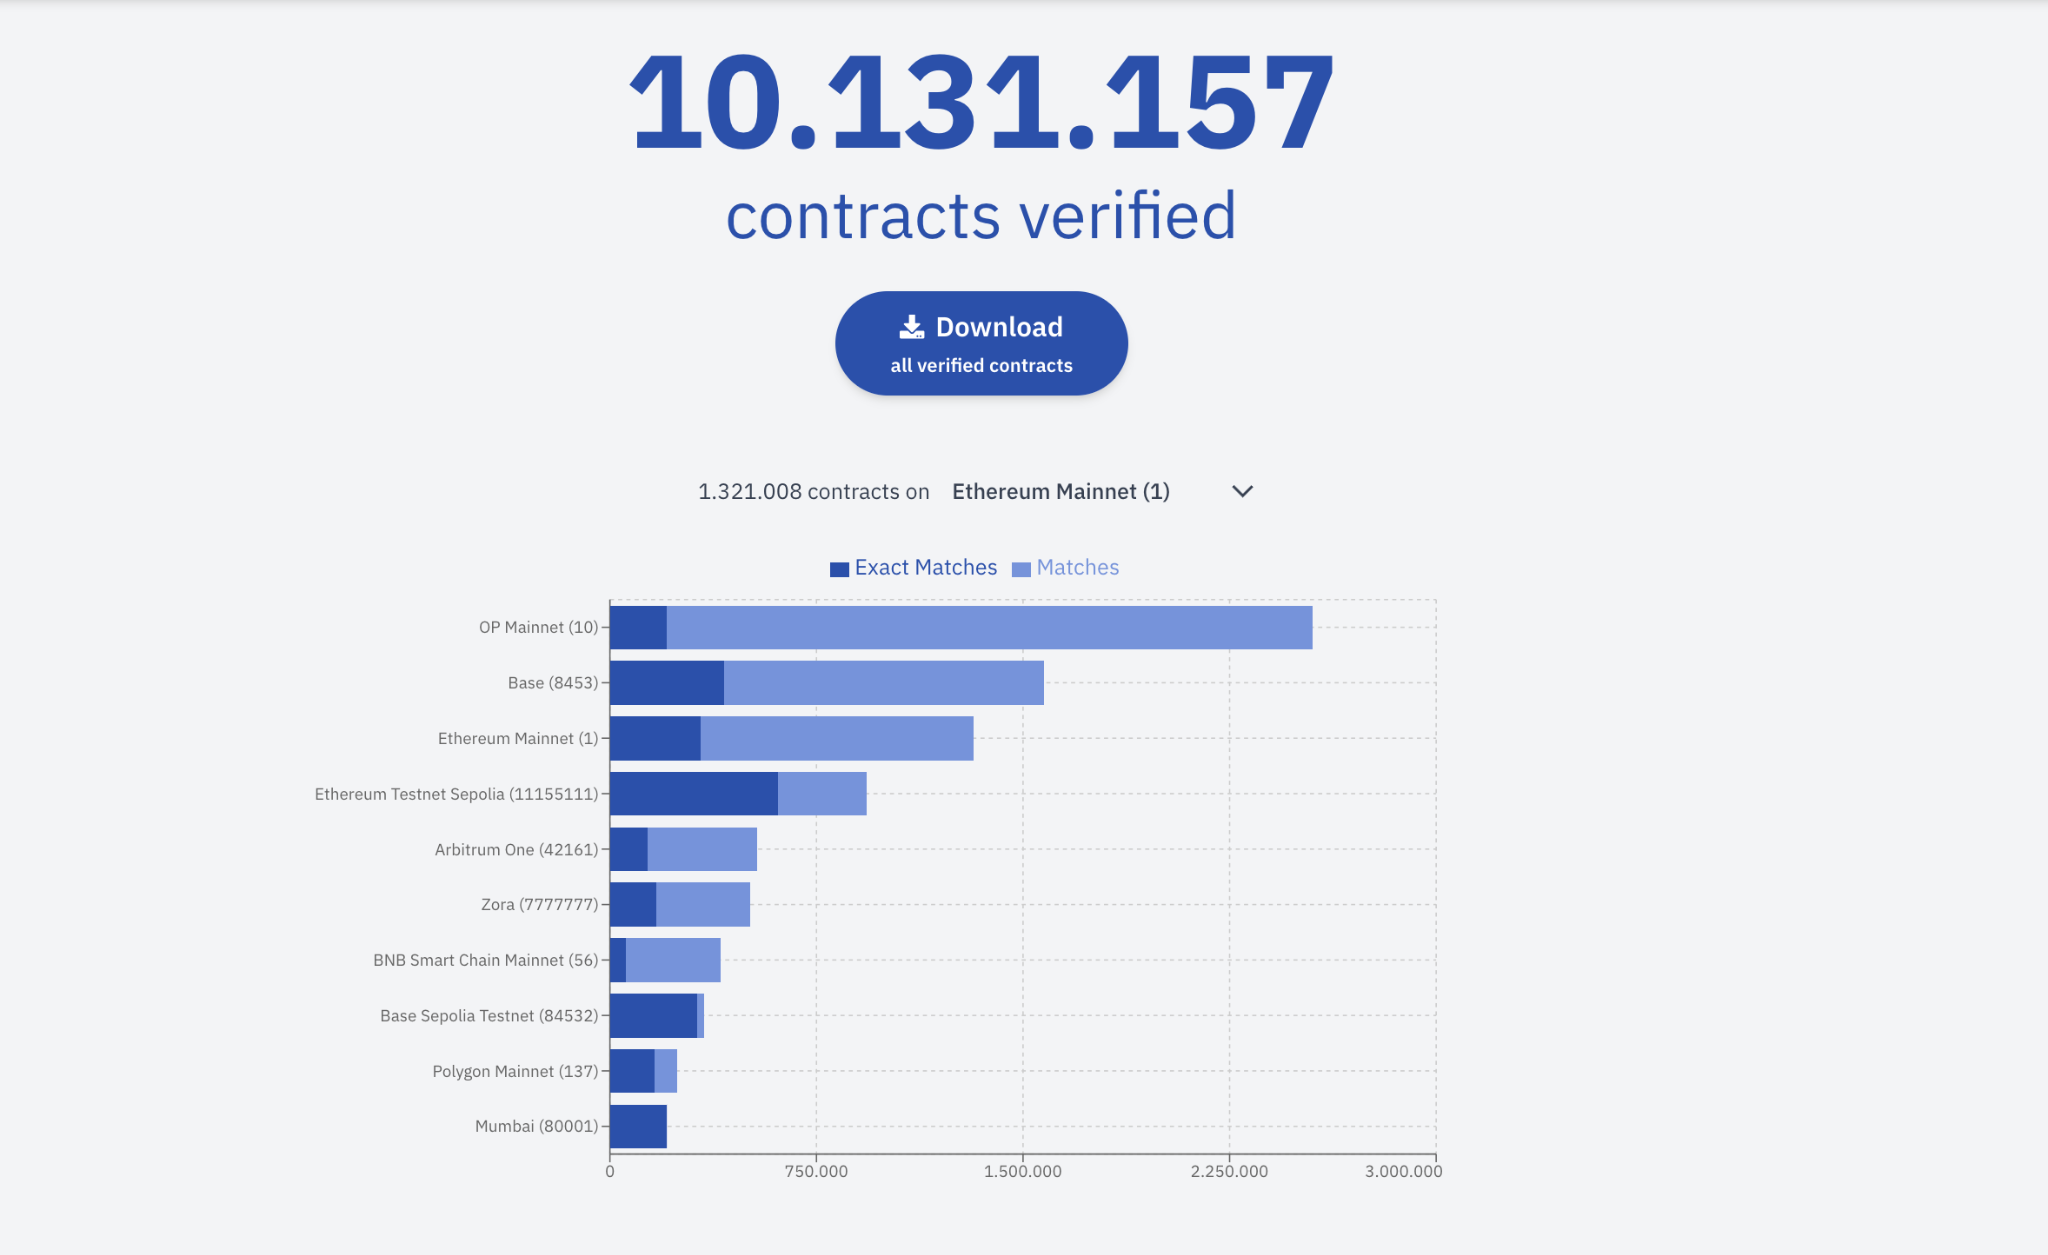 10.131.157
contracts verified
Download
all verified contracts
1.321.008 contracts on Ethereum Mainnet (1)
Exact Matches Matches
OP Mainnet (10)
Base (8453)
Ethereum Mainnet (1)
Ethereum Testnet Sepolia (11155111)
Arbitrum One (42161)
Zora (7777777)
BNB Smart Chain Mainnet (56)
Base Sepolia Testnet (84532)
Polygon Mainnet (137)
Mumbai (80001)
0 750.000 1.500.000 2.250.000 3.000.000